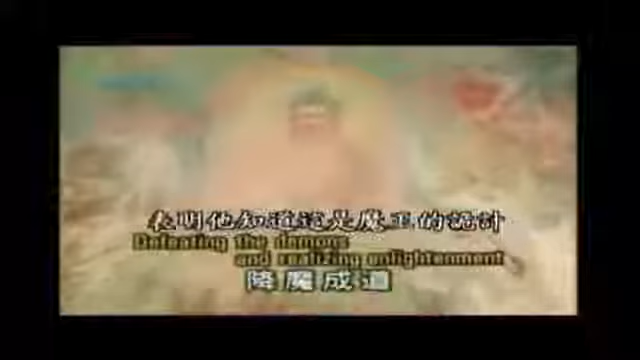 表明他知道這是魔王的詭計
Defeating the demons
and realizing enlightenment
降魔成道